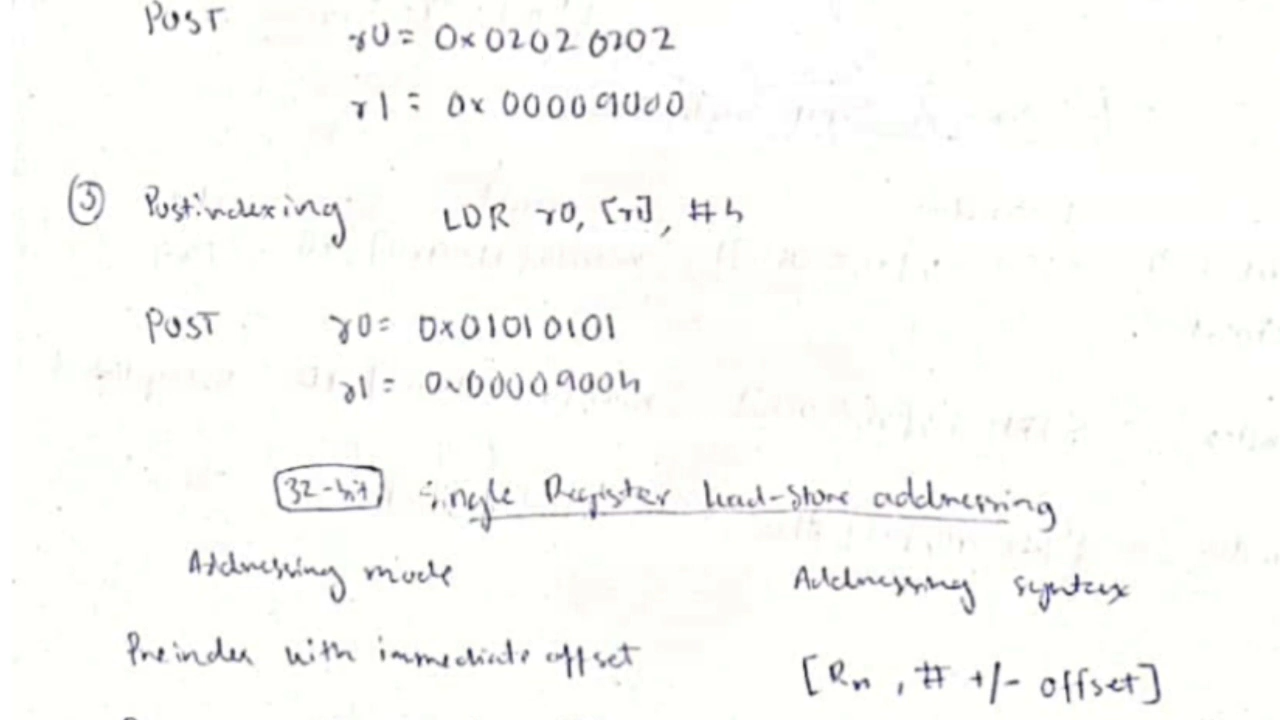 POST
r0 = 0x02020202
r1 = 0x00009000
③ Postindexing LDR r0, [r1], #4
POST r0 = 0x01010101
r1 = 0x00009004
32-bit Single Register load-store addressing
Addressing mode Addressing syntax
Preindex with immediate offset [Rn, # +/- offset]